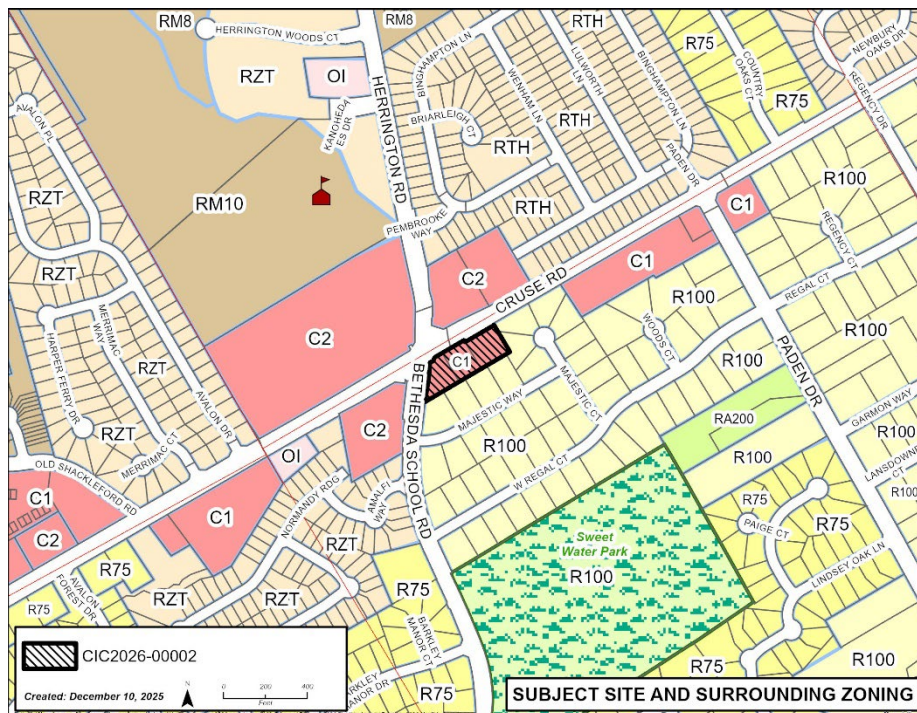 RM8
HERRINGTON WOODS CT
RM8
RTH
BINGHAMPTON LN
R75
COUNTRY OAKS CT
R75
NEWBURY OAKS DR
REGENCY DR
RZT
OI
KANOHEDA ES DR
HERRINGTON RD
BINGHAMPTON LN
WENHAM LN
LULWORTH LN
BRIARLEIGH CT
RTH
RTH
RTH
AVALON PL
RZT
RM10
PEMBROOKE WAY
RTH
PADEN DR
R100
C1
REGENCY CT
C2
CRUSE RD
C1
R100
REGAL CT
R100
RZT
MERRIMAC WAY
RZT
HARPER FERRY DR
AVALON DR
C2
C1
WOODS CT
R100
MAJESTIC CT
MAJESTIC WAY
BETHESDA SCHOOL RD
PADEN DR
RZT
MERRIMAC CT
OLD SHACKLEFORD RD
C2
OI
R100
W REGAL CT
RA200
GARMON WAY
R100
LANSDOWNE CT
R100
R100
C1
C2
C1
NORMANDY RDG
AMALFI WAY
RZT
Sweet
Water Park
R100
R75
PAIGE CT
R75
LINDSEY OAK LN
R75
R75
AVALON FOREST DR
RZT
RZT
R75
BARKLEY MANOR CT
R75
R75
R100
CIC2026-00002
Created: December 10, 2025
N
0 200 400
Feet
SUBJECT SITE AND SURROUNDING ZONING